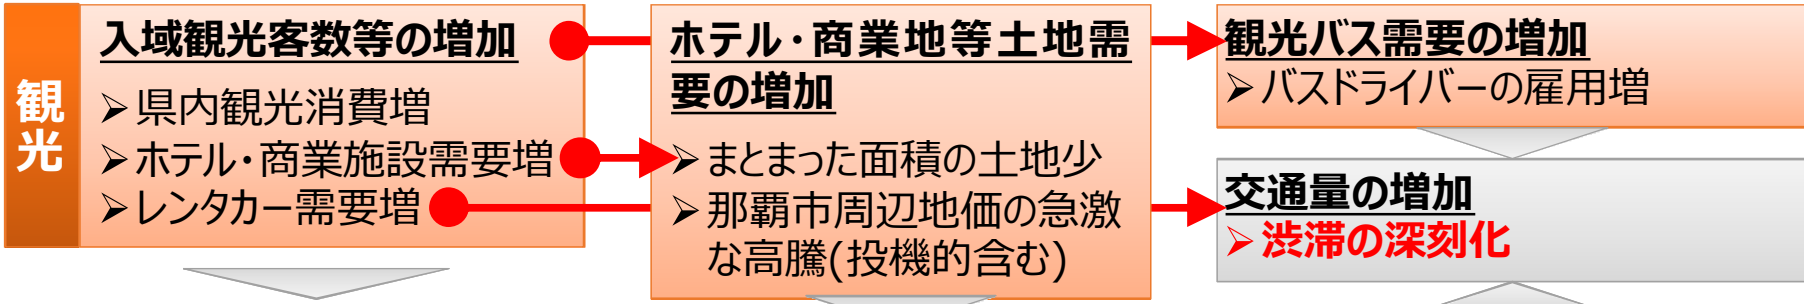 観光
入域観光客数等の増加
➢県内観光消費増
➢ホテル・商業施設需要増
➢レンタカー需要増
ホテル・商業地等土地需
要の増加
➢まとまった面積の土地少
➢那覇市周辺地価の急激
な高騰(投機的含む)
観光バス需要の増加
➢バスドライバーの雇用増
交通量の増加
➢渋滞の深刻化